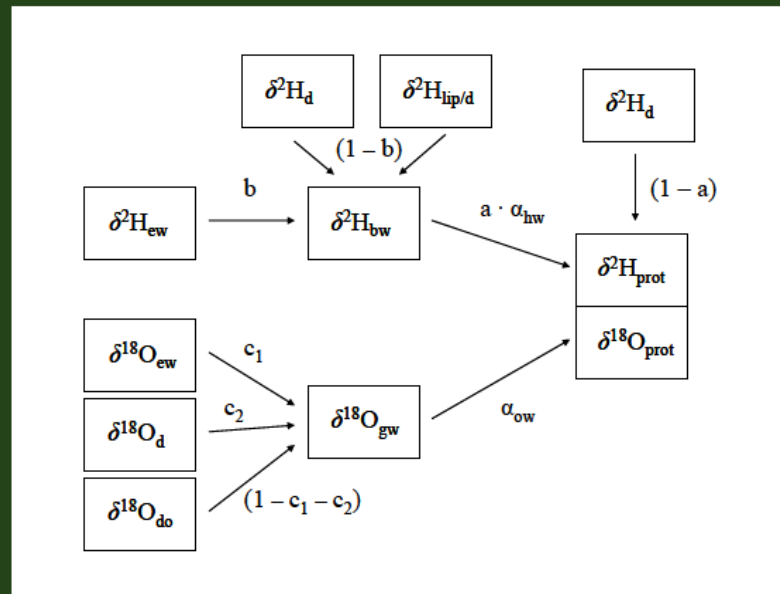 δ²H_d
δ²H_lip/d
δ²H_d
(1 – b)
b
(1 – a)
δ²H_ew
δ²H_bw
a · α_hw
δ²H_prot
δ¹⁸O_ew
c₁
δ¹⁸O_prot
c₂
δ¹⁸O_d
δ¹⁸O_gw
α_ow
δ¹⁸O_do
(1 – c₁ – c₂)